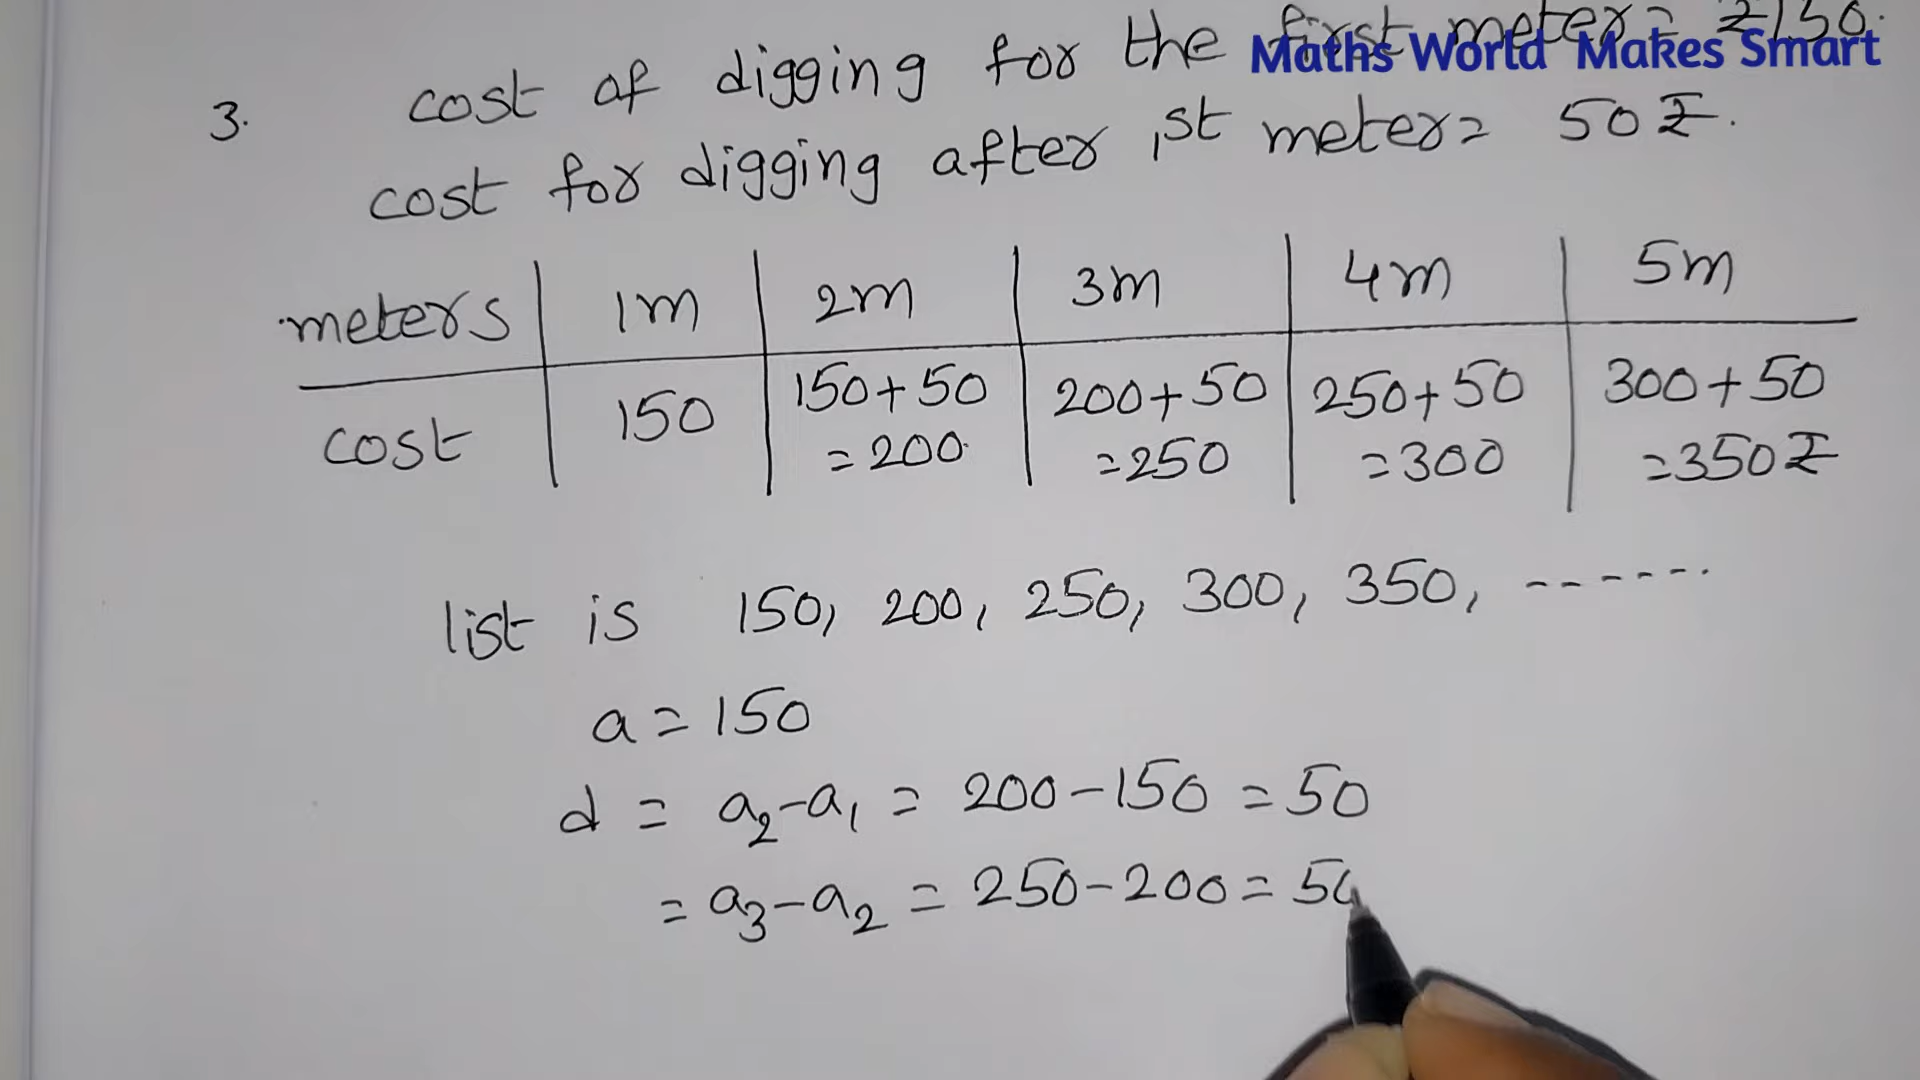 cost of digging for the first meter = ₹150.
Maths World Makes Smart
3.
cost for digging after 1st meter = 50₹.
meters 1m 2m 3m 4m 5m
cost 150 150+50 200+50 250+50 300+50
=200. =250 =300 =350₹
list is 150, 200, 250, 300, 350, -------
a = 150
d = a₂-a₁ = 200-150 = 50
= a₃-a₂ = 250-200 = 50